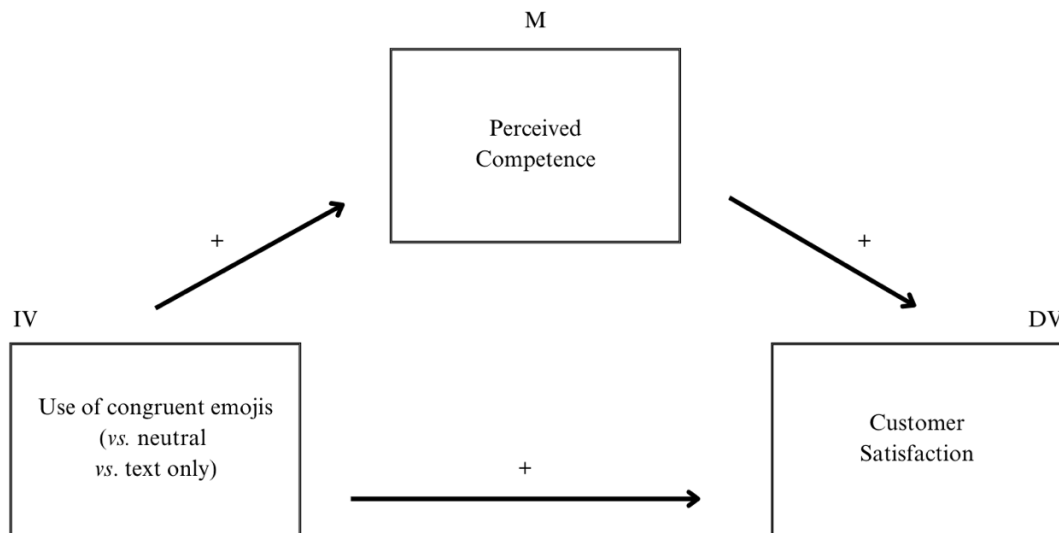 M
Perceived
Competence
+
+
IV
DV
Use of congruent emojis
(vs. neutral
vs. text only)
Customer
Satisfaction
+